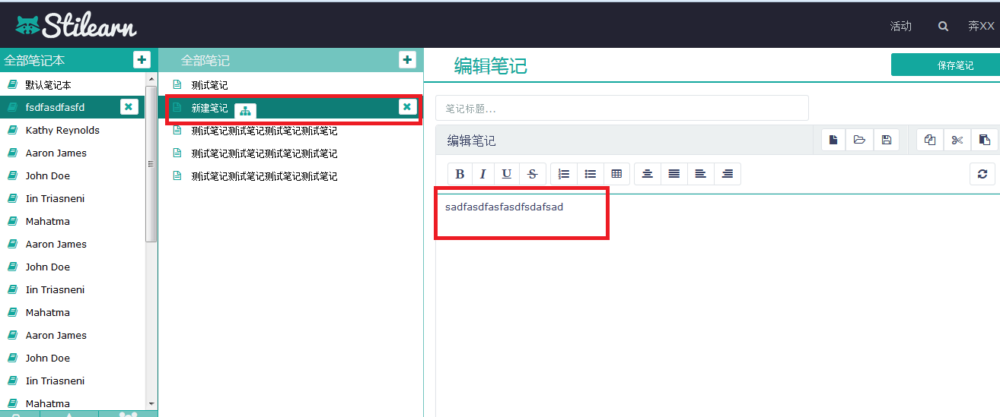 Stilearn
活动
弈XX
全部笔记本
默认笔记本
fsdfasdfasfd
Kathy Reynolds
Aaron James
John Doe
Iin Triasneni
Mahatma
Aaron James
John Doe
Iin Triasneni
Mahatma
Aaron James
John Doe
Iin Triasneni
Mahatma
全部笔记
测试笔记
新建笔记
测试笔记测试笔记测试笔记测试笔记
测试笔记测试笔记测试笔记测试笔记
测试笔记测试笔记测试笔记测试笔记
编辑笔记
保存笔记
笔记标题...
编辑笔记
B I U S
sadfasdfasfasdfsdafsad